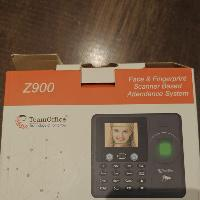 Z900
Face & Fingerprint
Scanner Based
Attendance System
TeamOffice